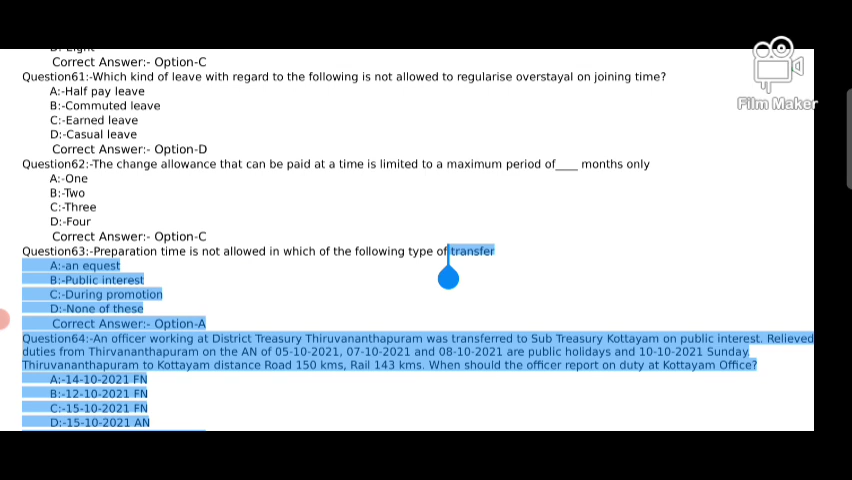 D:-Eight
Correct Answer:- Option-C
Question61:-Which kind of leave with regard to the following is not allowed to regularise overstayal on joining time?
A:-Half pay leave
B:-Commuted leave
C:-Earned leave
D:-Casual leave
Correct Answer:- Option-D
Question62:-The change allowance that can be paid at a time is limited to a maximum period of____ months only
A:-One
B:-Two
C:-Three
D:-Four
Correct Answer:- Option-C
Question63:-Preparation time is not allowed in which of the following type of transfer
A:-an equest
B:-Public interest
C:-During promotion
D:-None of these
Correct Answer:- Option-A
Question64:-An officer working at District Treasury Thiruvananthapuram was transferred to Sub Treasury Kottayam on public interest. Relieved
duties from Thirvananthapuram on the AN of 05-10-2021, 07-10-2021 and 08-10-2021 are public holidays and 10-10-2021 Sunday.
Thiruvananthapuram to Kottayam distance Road 150 kms, Rail 143 kms. When should the officer report on duty at Kottayam Office?
A:-14-10-2021 FN
B:-12-10-2021 FN
C:-15-10-2021 FN
D:-15-10-2021 AN
Film Maker